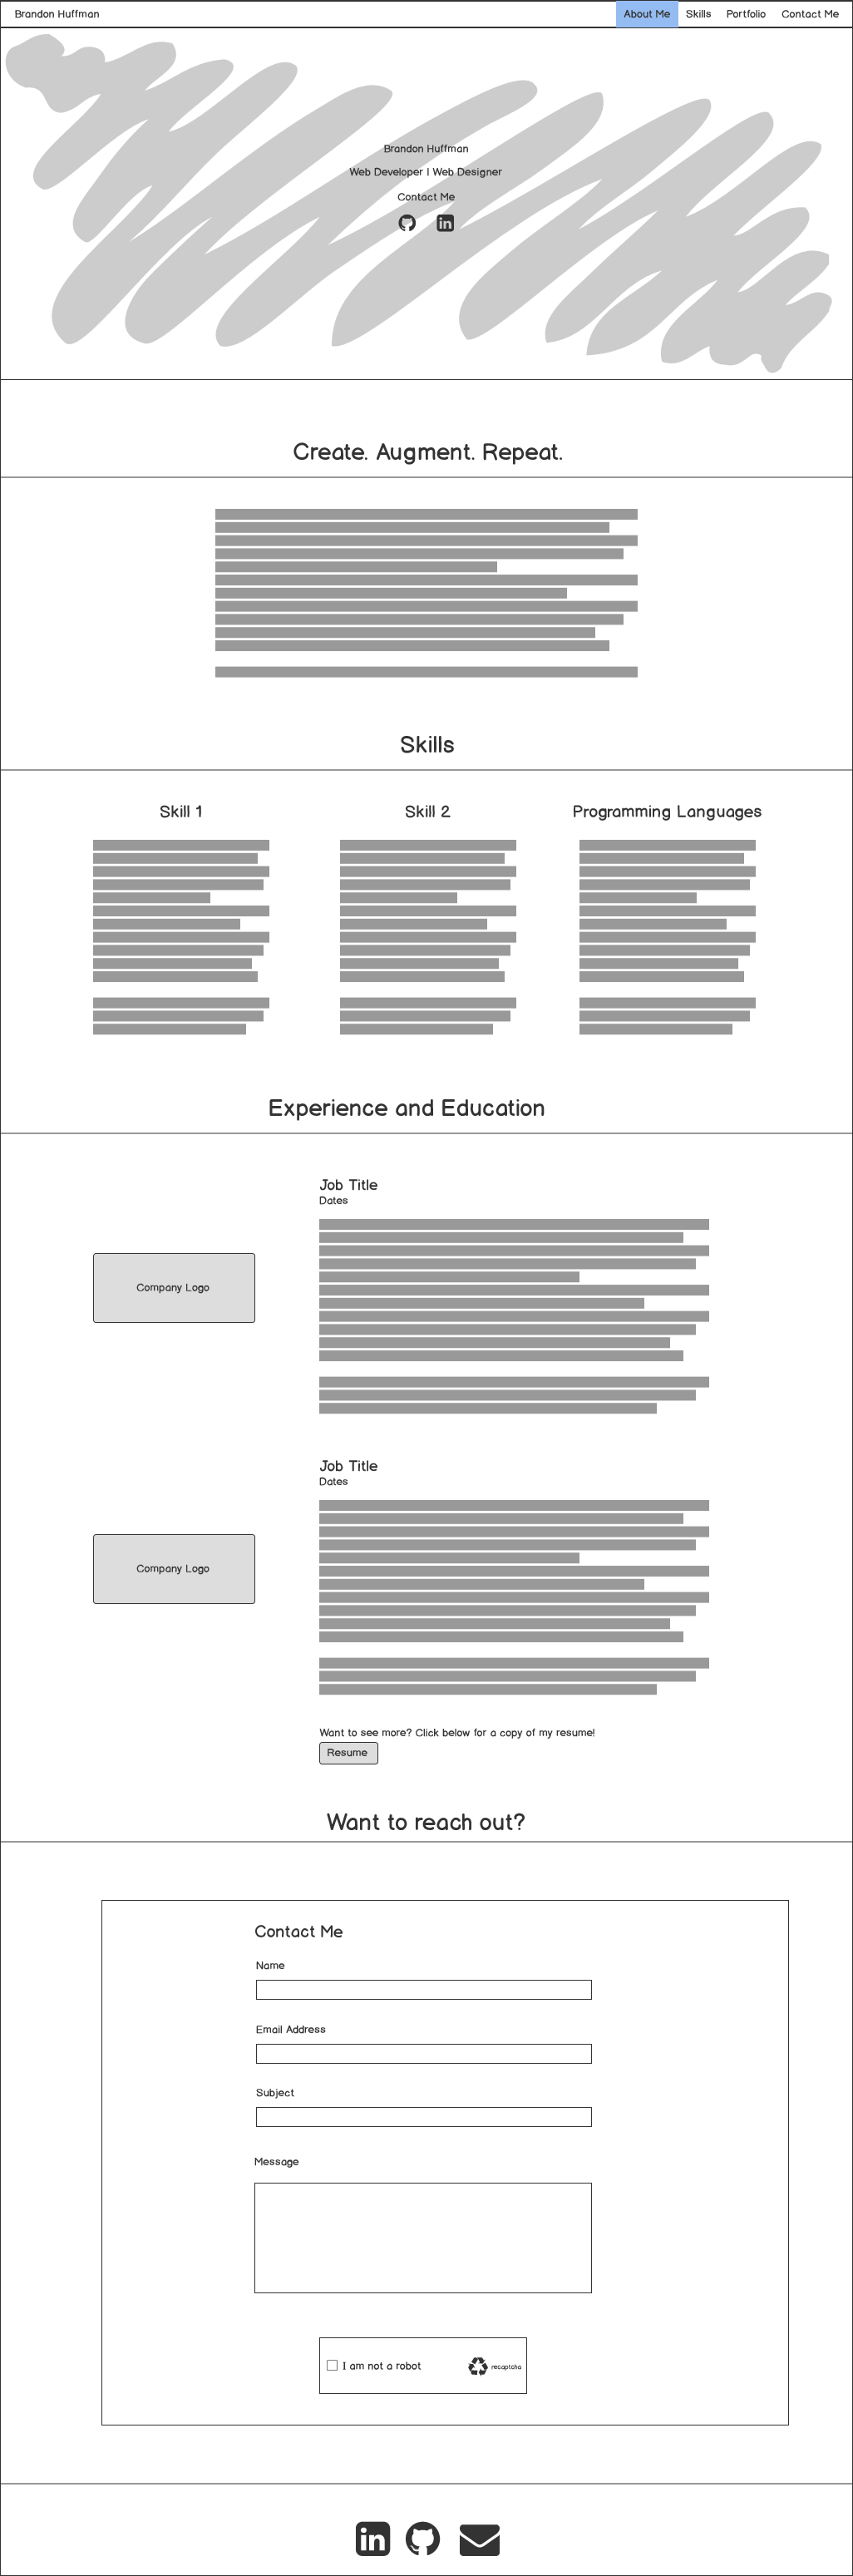 Brandon Huffman About Me Skills Portfolio Contact Me
Brandon Huffman
Web Developer | Web Designer
Contact Me
in
Create. Augment. Repeat.
Skills
Skill 1 Skill 2 Programming Languages
Experience and Education
Job Title
Dates
Company Logo
Job Title
Dates
Company Logo
Want to see more? Click below for a copy of my resume!
Resume
Want to reach out?
Contact Me
Name
Email Address
Subject
Message
I am not a robot recaptcha
in